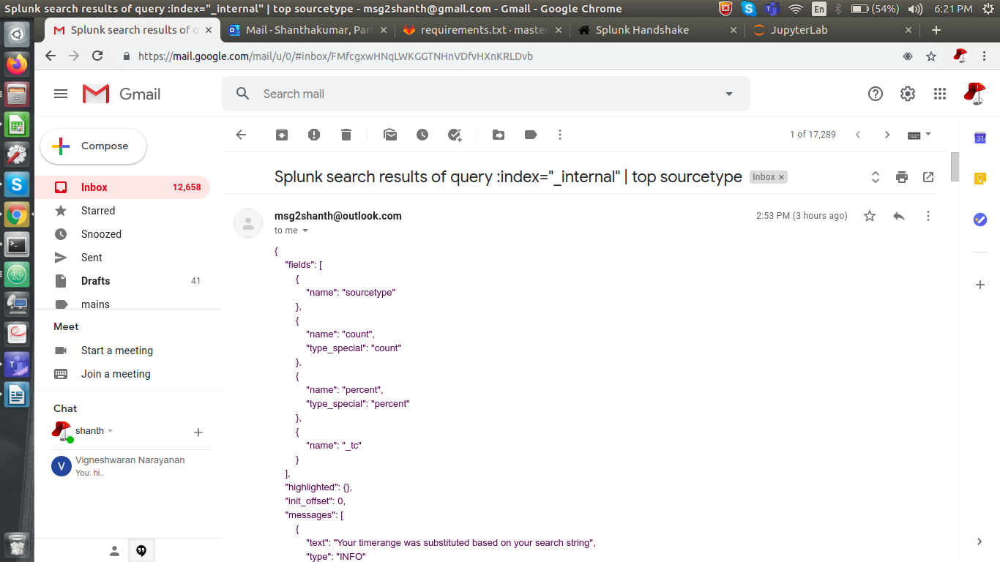 Splunk search results of query :index="_internal" | top sourcetype - msg2shanth@gmail.com - Gmail - Google Chrome
En
(54%)
6:21 PM
Splunk search results of q
Mail - Shanthakumar, Par
requirements.txt · master
Splunk Handshake
JupyterLab
https://mail.google.com/mail/u/0/#inbox/FMfcgxwHNqLWKGGTNHnVDfvHXnKRLDvb
Gmail
Search mail
Compose
1 of 17,289
31
Inbox 12,658
Starred
Snoozed
Sent
Drafts 41
mains
Meet
Start a meeting
Join a meeting
Chat
shanth
V
Vigneshwaran Narayanan
You: hi..
Splunk search results of query :index="_internal" | top sourcetype
Inbox ×
msg2shanth@outlook.com
2:53 PM (3 hours ago)
to me
{
"fields": [
{
"name": "sourcetype"
},
{
"name": "count",
"type_special": "count"
},
{
"name": "percent",
"type_special": "percent"
},
{
"name": "_tc"
}
],
"highlighted": {},
"init_offset": 0,
"messages": [
{
"text": "Your timerange was substituted based on your search string",
"type": "INFO"